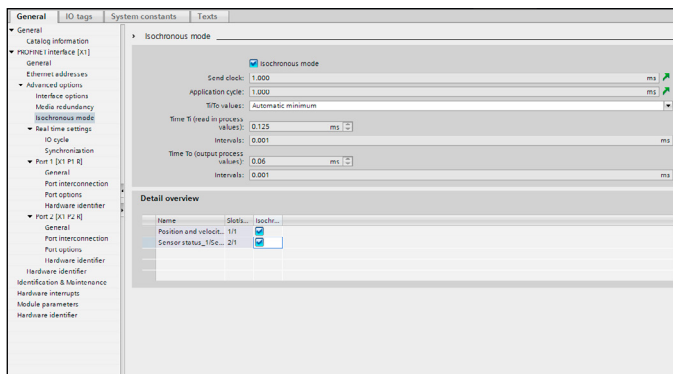 General
IO tags
System constants
Texts
General
Catalog information
PROFINET interface [X1]
General
Ethernet addresses
Advanced options
Interface options
Media redundancy
Isochronous mode
Real time settings
IO cycle
Synchronization
Port 1 [X1 P1 R]
General
Port interconnection
Port options
Hardware identifier
Port 2 [X1 P2 R]
General
Port interconnection
Port options
Hardware identifier
Hardware identifier
Identification & Maintenance
Hardware interrupts
Module parameters
Hardware identifier
Isochronous mode
Isochronous mode
Send clock: 1.000 ms
Application cycle: 1.000 ms
Ti/To values: Automatic minimum
Time Ti (read in process
values): 0.125 ms
Intervals: 0.001 ms
Time To (output process
values): 0.06 ms
Intervals: 0.001 ms
Detail overview
Name Slot/s... Isochr...
Position and velocit... 1/1
Sensor status_1/Se... 2/1